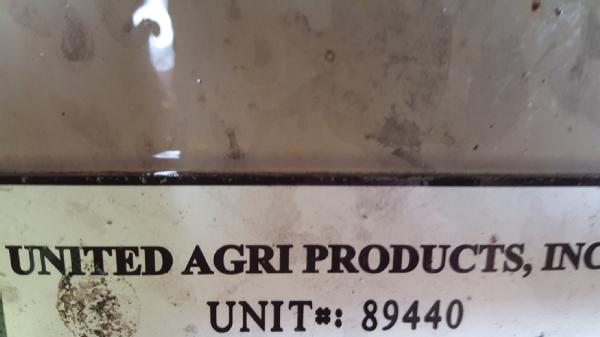 UNITED AGRI PRODUCTS, INC
UNIT#: 89440